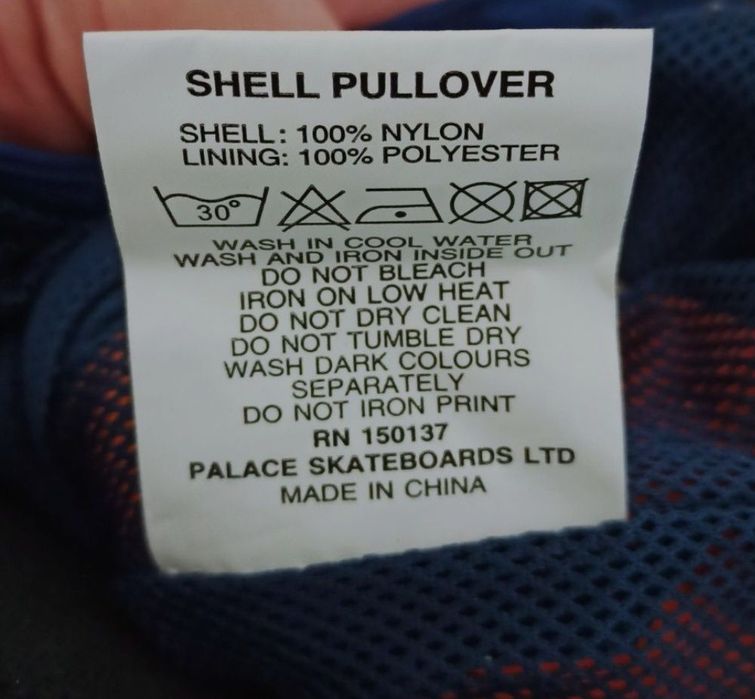 SHELL PULLOVER
SHELL: 100% NYLON
LINING: 100% POLYESTER
30°
WASH IN COOL WATER
WASH AND IRON INSIDE OUT
DO NOT BLEACH
IRON ON LOW HEAT
DO NOT DRY CLEAN
DO NOT TUMBLE DRY
WASH DARK COLOURS
SEPARATELY
DO NOT IRON PRINT
RN 150137
PALACE SKATEBOARDS LTD
MADE IN CHINA